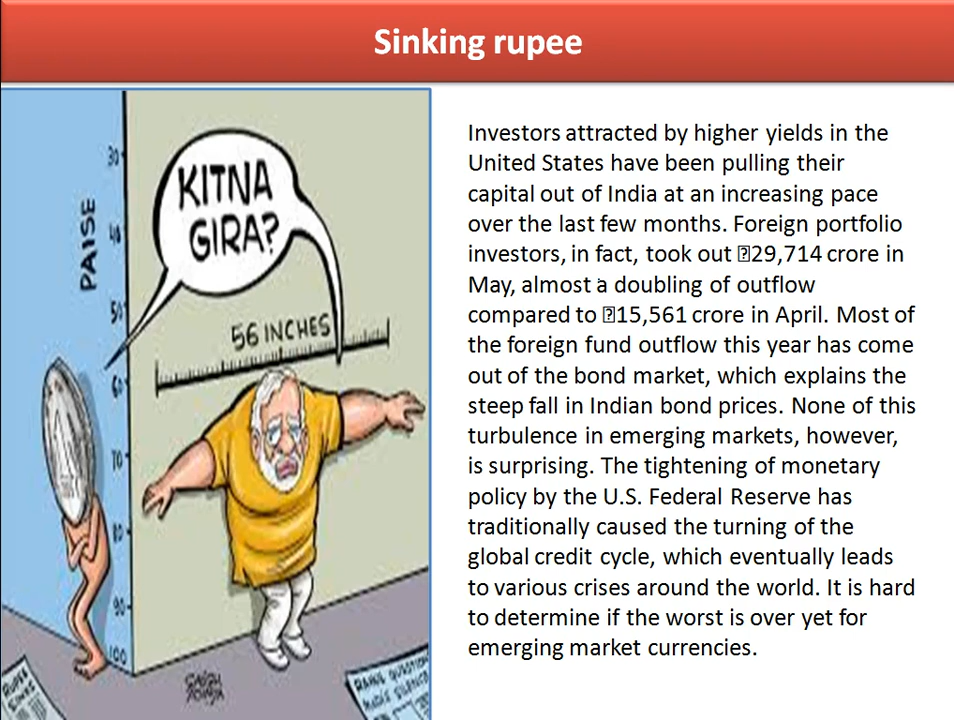 Sinking rupee
PAISE
30
40
50
60
70
80
90
100
KITNA
GIRA?
56 INCHES
RUPEE
SINKS
RAHUL QUESTIONS
MODI'S SILENCE
Investors attracted by higher yields in the
United States have been pulling their
capital out of India at an increasing pace
over the last few months. Foreign portfolio
investors, in fact, took out 29,714 crore in
May, almost a doubling of outflow
compared to 15,561 crore in April. Most of
the foreign fund outflow this year has come
out of the bond market, which explains the
steep fall in Indian bond prices. None of this
turbulence in emerging markets, however,
is surprising. The tightening of monetary
policy by the U.S. Federal Reserve has
traditionally caused the turning of the
global credit cycle, which eventually leads
to various crises around the world. It is hard
to determine if the worst is over yet for
emerging market currencies.